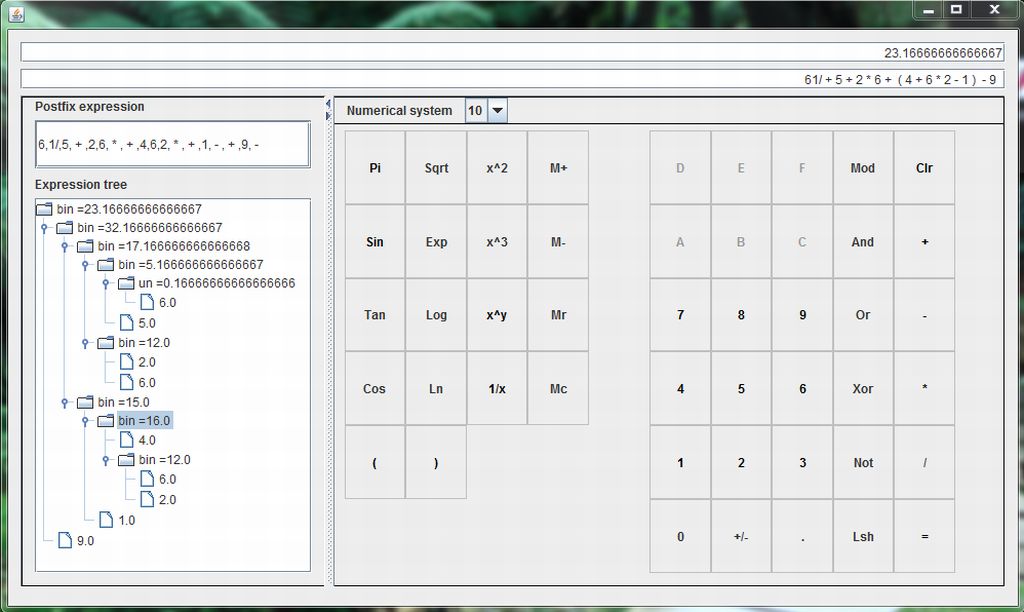 23.16666666666667
61/ + 5 + 2 * 6 + ( 4 + 6 * 2 - 1 ) - 9
Postfix expression
6,1/,5, + ,2,6, * , + ,4,6,2, * , + ,1, - , + ,9, -
Expression tree
bin =23.16666666666667
bin =32.16666666666667
bin =17.166666666666668
bin =5.166666666666667
un =0.16666666666666666
6.0
5.0
bin =12.0
2.0
6.0
bin =15.0
bin =16.0
4.0
bin =12.0
6.0
2.0
1.0
9.0
Numerical system 10
Pi Sqrt x^2 M+ D E F Mod Clr
Sin Exp x^3 M- A B C And +
Tan Log x^y Mr 7 8 9 Or -
Cos Ln 1/x Mc 4 5 6 Xor *
( ) 1 2 3 Not /
0 +/- . Lsh =